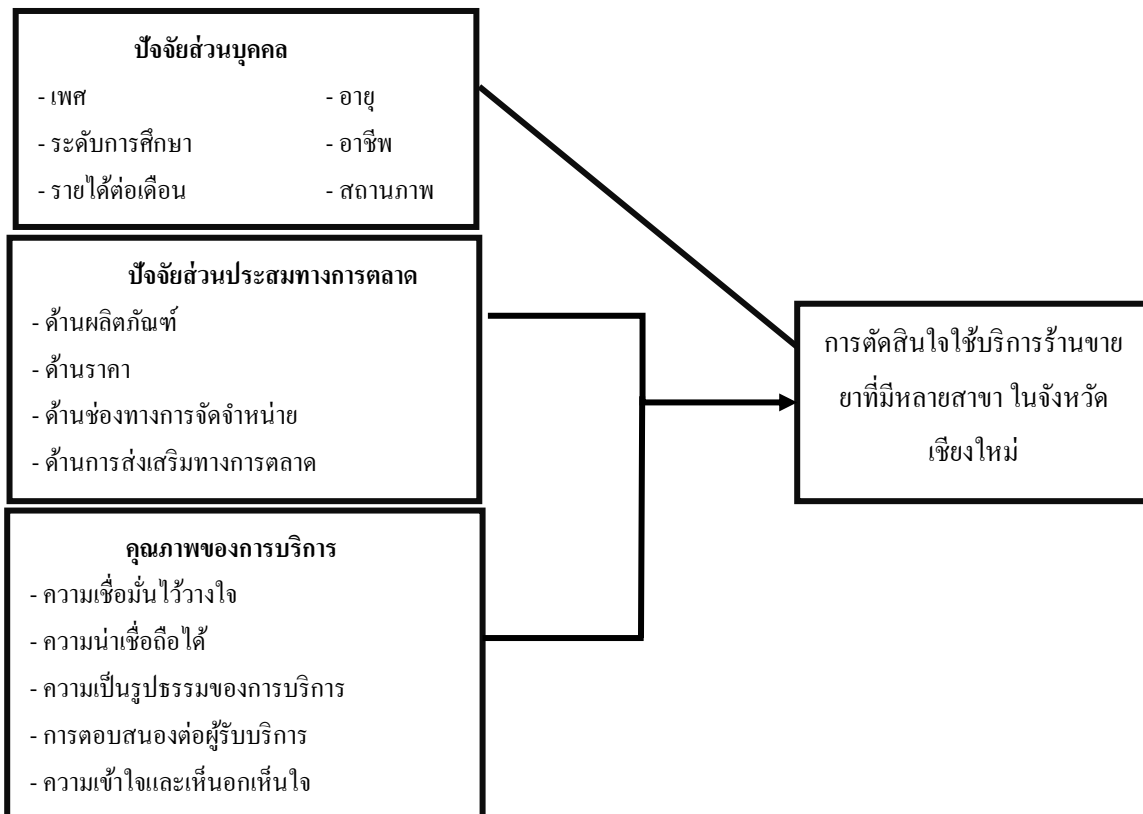 ปัจจัยส่วนบุคคล
- เพศ - อายุ
- ระดับการศึกษา - อาชีพ
- รายได้ต่อเดือน - สถานภาพ
ปัจจัยส่วนประสมทางการตลาด
- ด้านผลิตภัณฑ์
- ด้านราคา
- ด้านช่องทางการจัดจำหน่าย
- ด้านการส่งเสริมทางการตลาด
คุณภาพของการบริการ
- ความเชื่อมั่นไว้วางใจ
- ความน่าเชื่อถือได้
- ความเป็นรูปธรรมของการบริการ
- การตอบสนองต่อผู้รับบริการ
- ความเข้าใจและเห็นอกเห็นใจ
การตัดสินใจใช้บริการร้านขาย
ยาที่มีหลายสาขา ในจังหวัด
เชียงใหม่